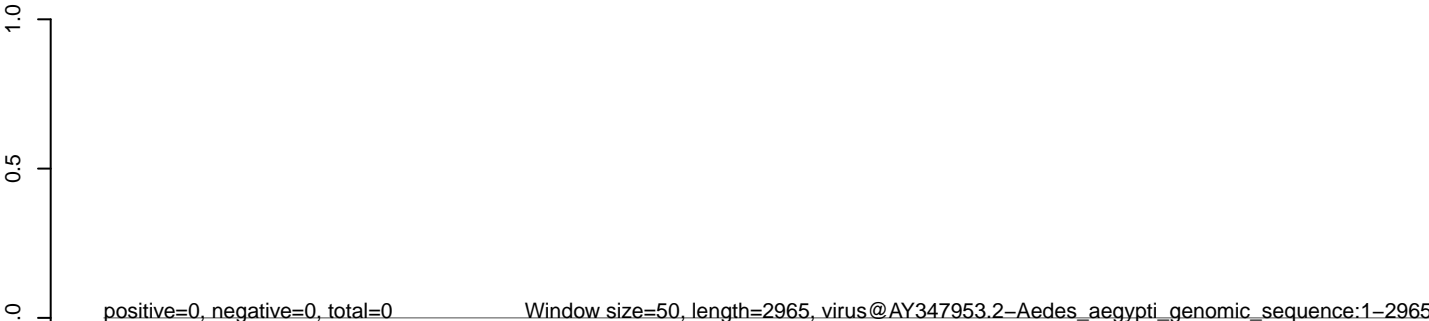 1.0
0.5
.0
positive=0, negative=0, total=0
Window size=50, length=2965, virus@AY347953.2−Aedes_aegypti_genomic_sequence:1−2965